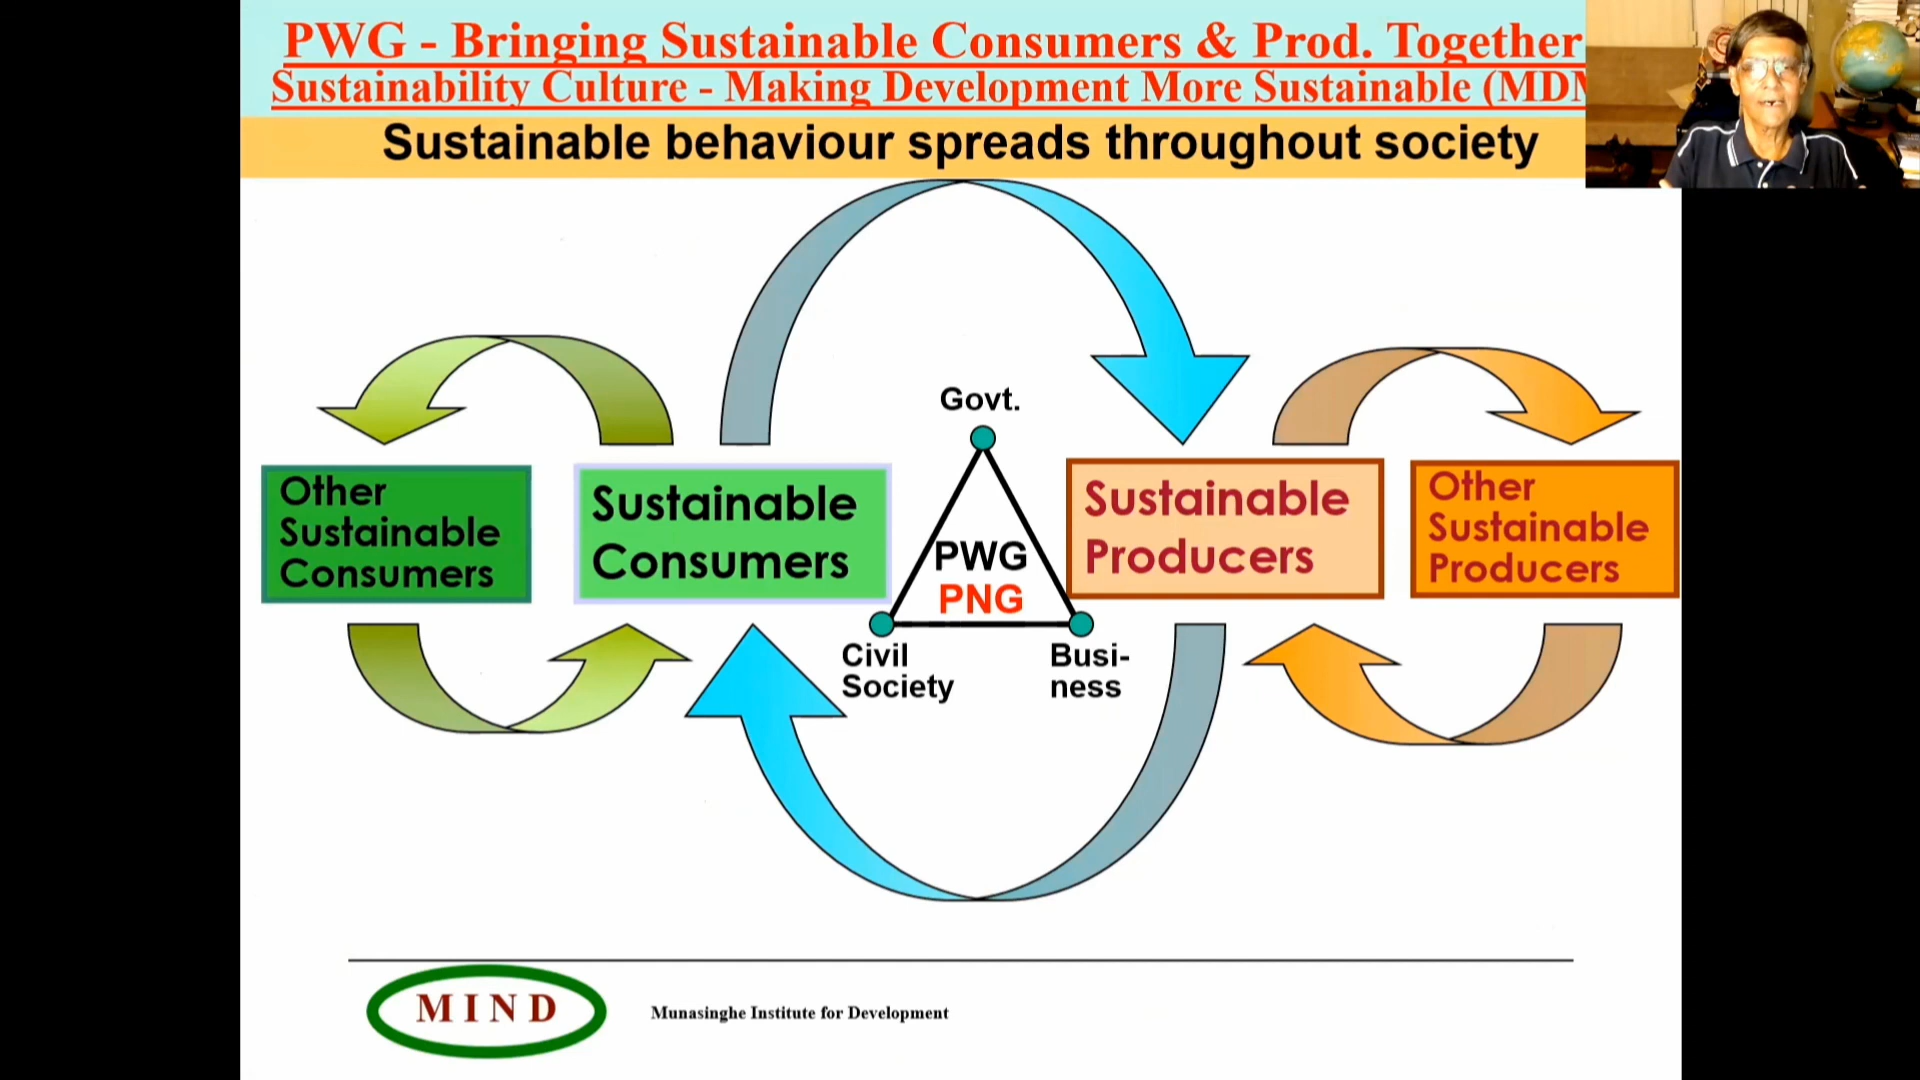 PWG - Bringing Sustainable Consumers & Prod. Together
Sustainability Culture - Making Development More Sustainable (MDM
Sustainable behaviour spreads throughout society
Govt.
Other
Sustainable
Consumers
Sustainable
Consumers
PWG
PNG
Sustainable
Producers
Other
Sustainable
Producers
Civil
Society
Busi-
ness
MIND
Munasinghe Institute for Development